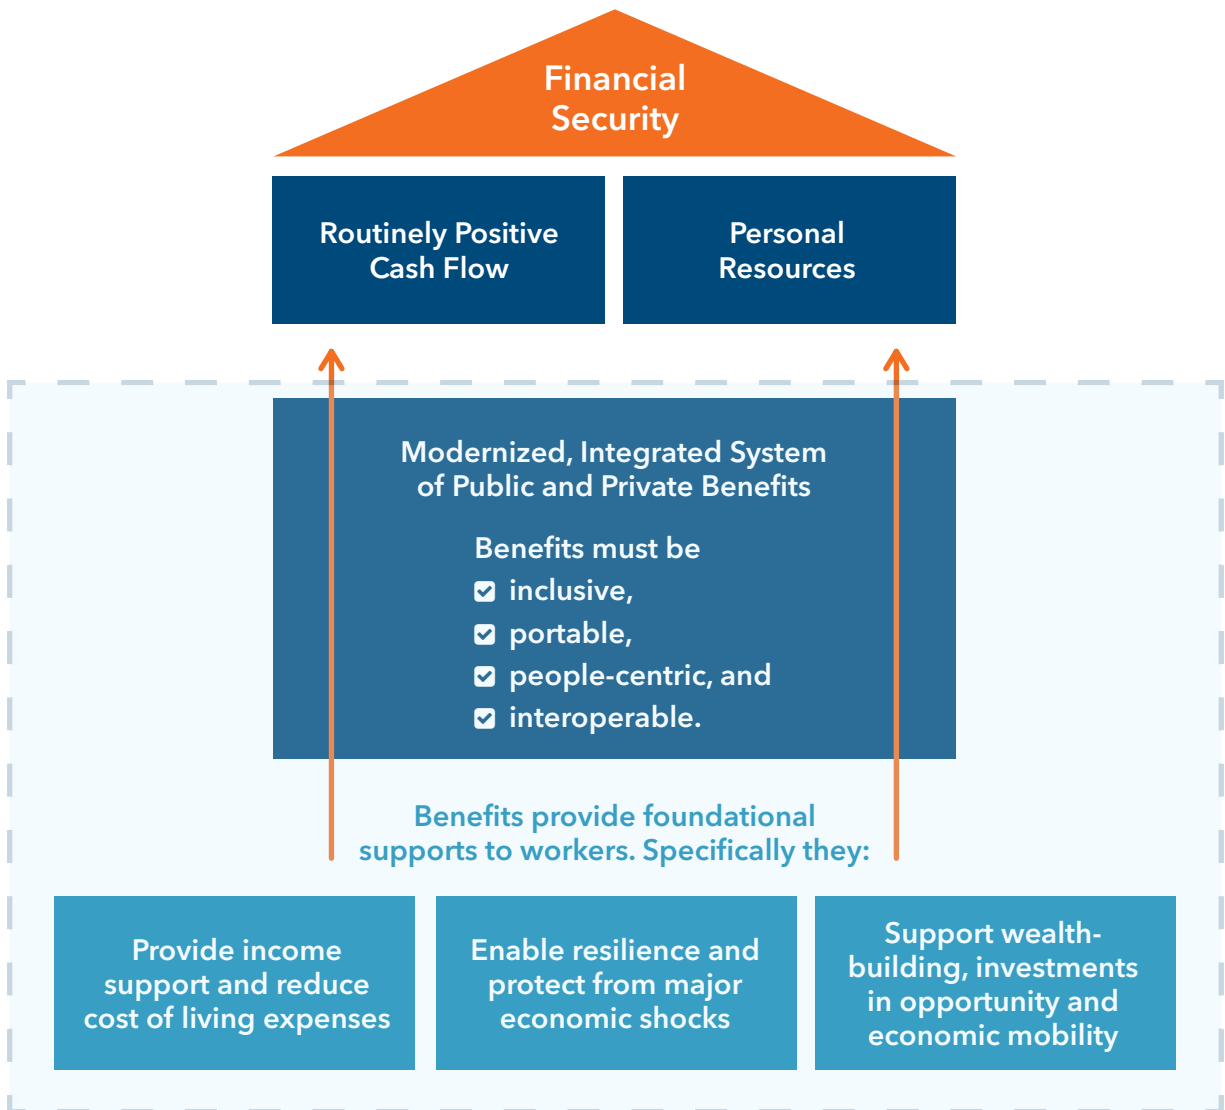 Financial
Security
Routinely Positive
Cash Flow
Personal
Resources
Modernized, Integrated System
of Public and Private Benefits
Benefits must be
inclusive,
portable,
people-centric, and
interoperable.
Benefits provide foundational
supports to workers. Specifically they:
Provide income
support and reduce
cost of living expenses
Enable resilience and
protect from major
economic shocks
Support wealth-
building, investments
in opportunity and
economic mobility